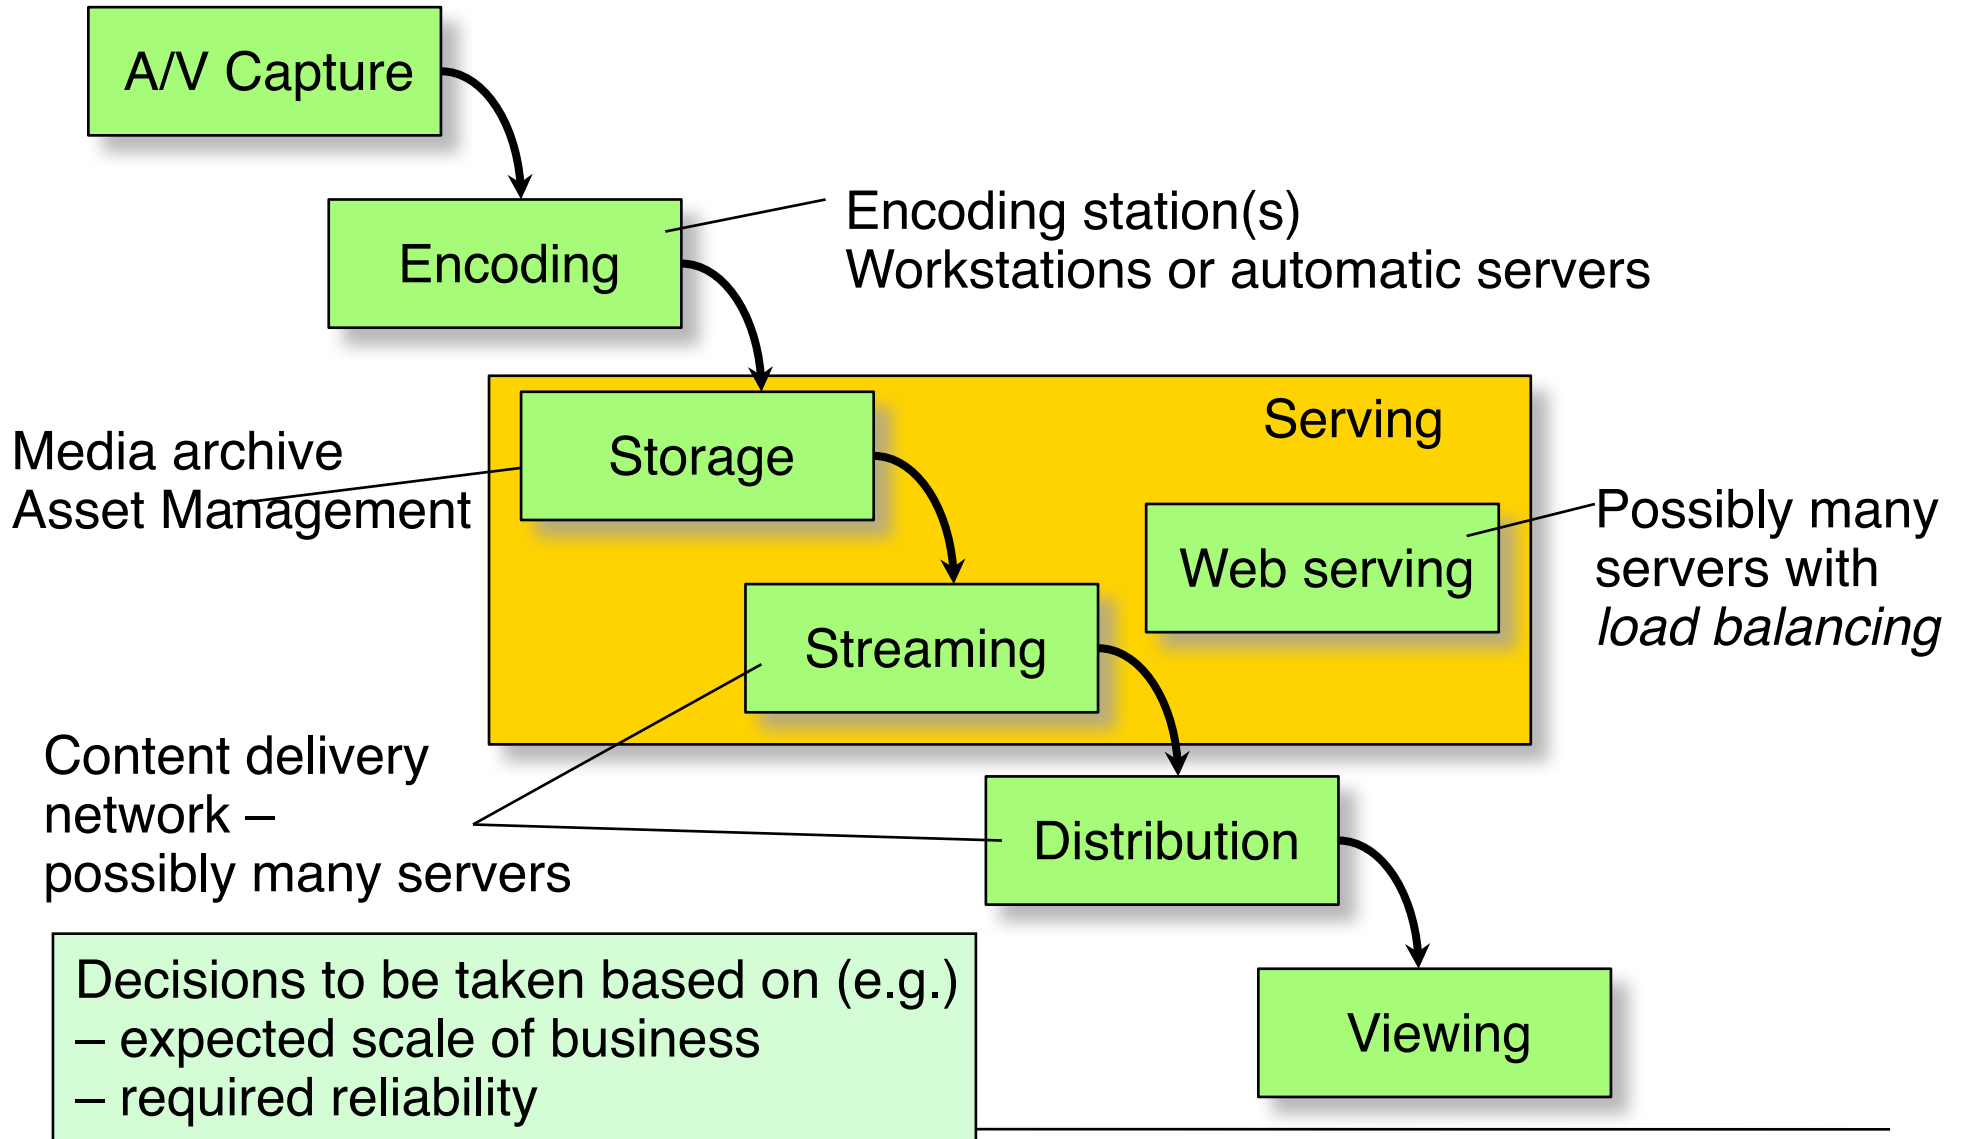 A/V Capture
Encoding
Encoding station(s)
Workstations or automatic servers
Serving
Storage
Media archive
Asset Management
Web serving
Possibly many
servers with
load balancing
Streaming
Content delivery
network –
possibly many servers
Distribution
Decisions to be taken based on (e.g.)
– expected scale of business
– required reliability
Viewing